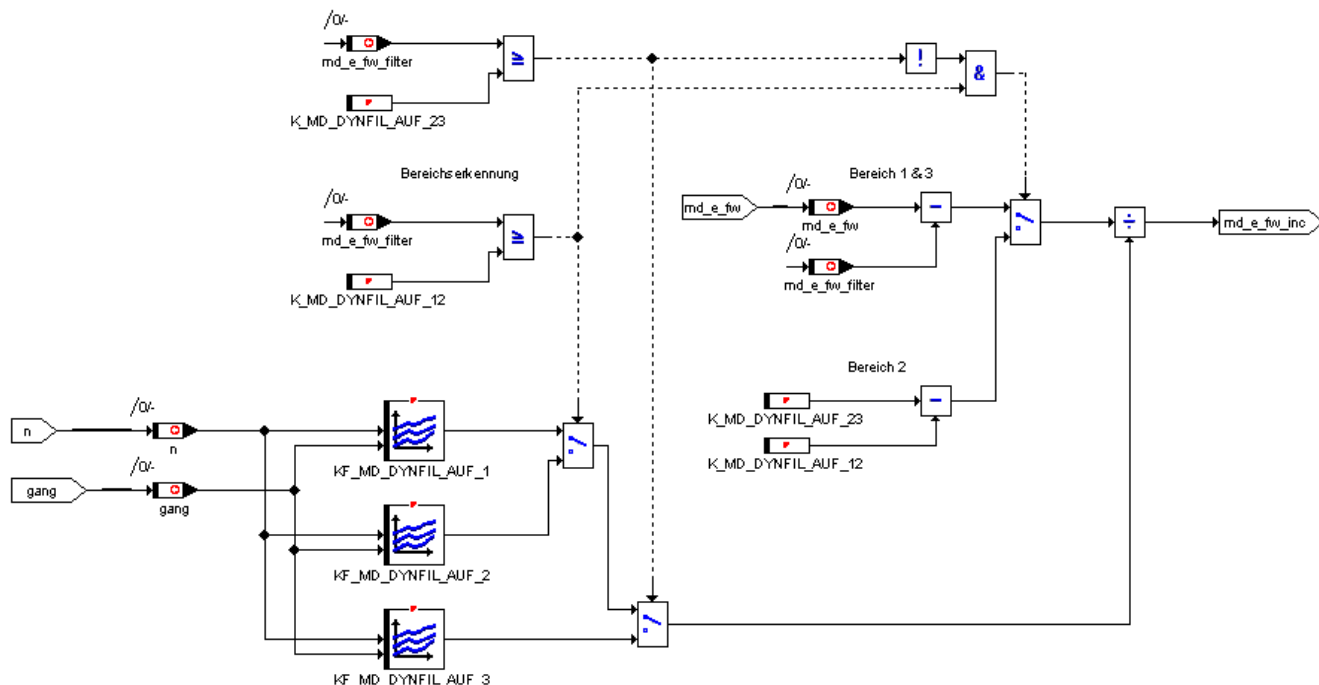 /0/-
md_e_fw_filter
K_MD_DYNFIL_AUF_23
≥
!
&
Bereichserkennung
/0/-
md_e_fw_filter
K_MD_DYNFIL_AUF_12
≥
Bereich 1 & 3
md_e_fw
/0/-
md_e_fw
−
/0/-
md_e_fw_filter
÷
md_e_fw_inc
Bereich 2
K_MD_DYNFIL_AUF_23
−
K_MD_DYNFIL_AUF_12
n
/0/-
n
gang
/0/-
gang
KF_MD_DYNFIL_AUF_1
KF_MD_DYNFIL_AUF_2
KF_MD_DYNFIL_AUF_3